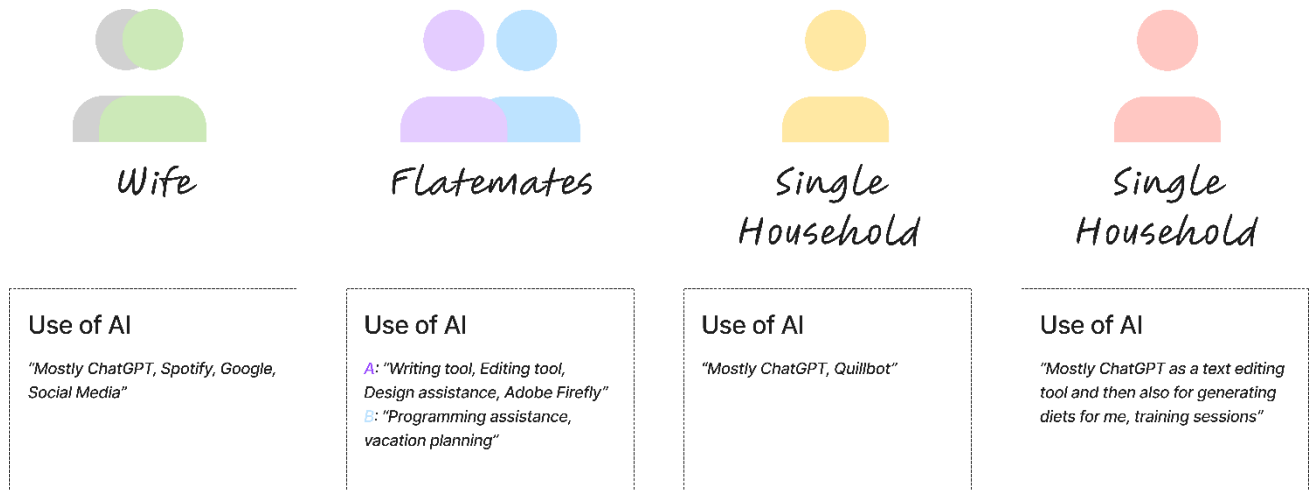 Wife
Flatemates
Single
Household
Single
Household
Use of AI
“Mostly ChatGPT, Spotify, Google,
Social Media”
Use of AI
A: “Writing tool, Editing tool,
Design assistance, Adobe Firefly”
B: “Programming assistance,
vacation planning”
Use of AI
“Mostly ChatGPT, Quillbot”
Use of AI
“Mostly ChatGPT as a text editing
tool and then also for generating
diets for me, training sessions”